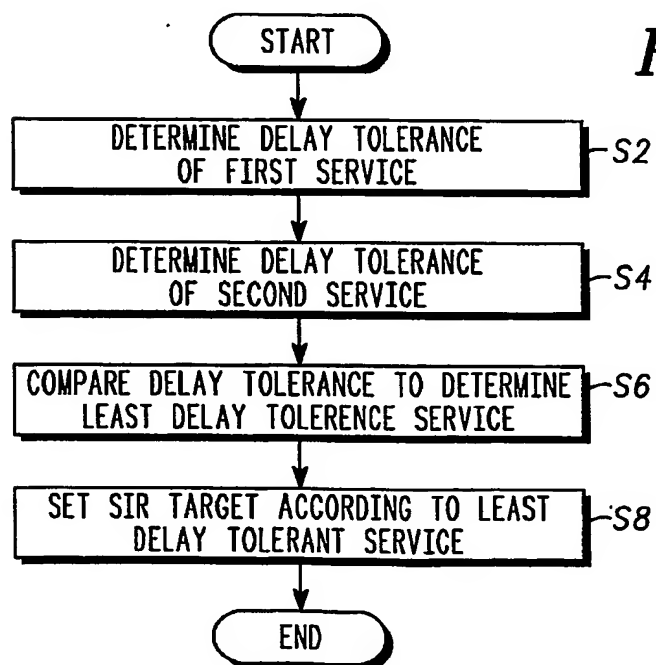 START
DETERMINE DELAY TOLERANCE
OF FIRST SERVICE
S2
DETERMINE DELAY TOLERANCE
OF SECOND SERVICE
S4
COMPARE DELAY TOLERANCE TO DETERMINE
LEAST DELAY TOLERENCE SERVICE
S6
SET SIR TARGET ACCORDING TO LEAST
DELAY TOLERANT SERVICE
S8
END